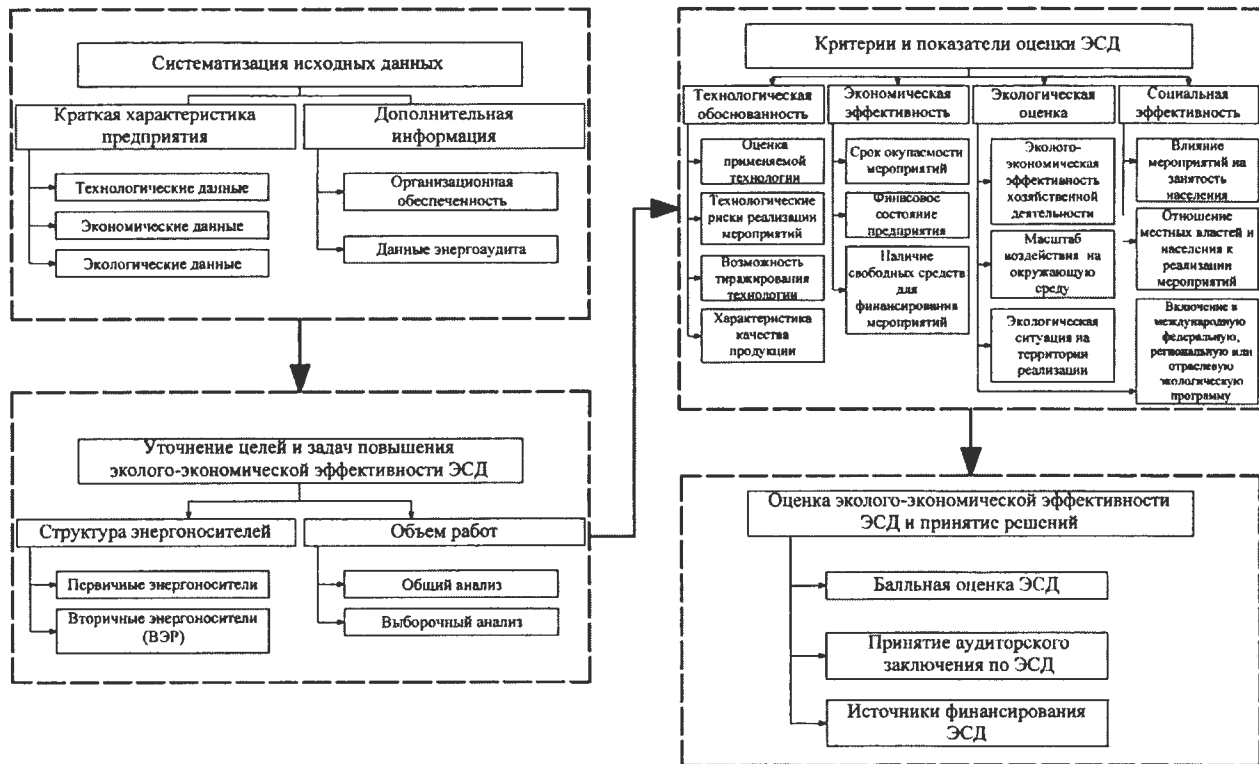 Систематизация исходных данных
Краткая характеристика
предприятия
Технологические данные
Экономические данные
Экологические данные
Дополнительная
информация
Организационная
обеспеченность
Данные энергоаудита
Уточнение целей и задач повышения
эколого-экономической эффективности ЭСД
Структура энергоносителей
Первичные энергоносители
Вторичные энергоносители
(ВЭР)
Объем работ
Общий анализ
Выборочный анализ
Критерии и показатели оценки ЭСД
Технологическая
обоснованность
Оценка
применяемой
технологии
Технологические
риски реализации
мероприятий
Возможность
тиражирования
технологии
Характеристика
качества
продукции
Экономическая
эффективность
Срок окупаемости
мероприятий
Финасовое
состояние
предприятия
Наличие
свободных средств
для
финансирования
мероприятий
Экологическая
оценка
Эколого-
экономическая
эффективность
хозяйственной
деятельности
Масштаб
воздействия на
окружающую
среду
Экологическая
ситуация на
территории
реализации
Социальная
эффективность
Влияние
мероприятий на
занятость
населения
Отношение
местных властей и
населения к
реализации
мероприятий
Включение в
международную
федеральную,
региональную или
отраслевую
экологическую
программу
Оценка эколого-экономической эффективности
ЭСД и принятие решений
Балльная оценка ЭСД
Принятие аудиторского
заключения по ЭСД
Источники финансирования
ЭСД